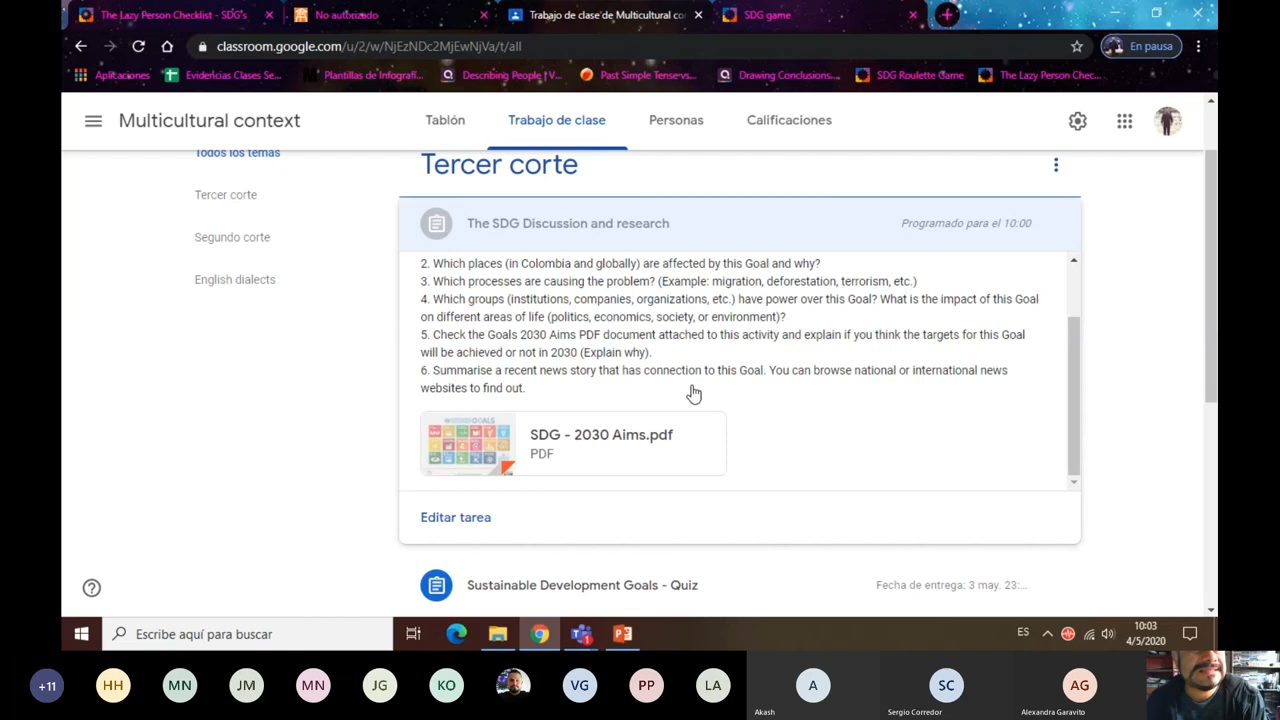 The Lazy Person Checklist - SDG's
No autorizado
Trabajo de clase de Multicultural co
SDG game
classroom.google.com/u/2/w/NjEzNDc2MjEwNjVa/t/all
En pausa
Aplicaciones
Evidencias Clases Se...
Plantillas de Infografí...
Describing People | V...
Past Simple Tense vs...
Drawing Conclusions,...
SDG Roulette Game
The Lazy Person Chec...
Multicultural context
Tablón
Trabajo de clase
Personas
Calificaciones
Todos los temas
Tercer corte
Segundo corte
English dialects
Tercer corte
The SDG Discussion and research
Programado para el 10:00
2. Which places (in Colombia and globally) are affected by this Goal and why?
3. Which processes are causing the problem? (Example: migration, deforestation, terrorism, etc.)
4. Which groups (institutions, companies, organizations, etc.) have power over this Goal? What is the impact of this Goal
on different areas of life (politics, economics, society, or environment)?
5. Check the Goals 2030 Aims PDF document attached to this activity and explain if you think the targets for this Goal
will be achieved or not in 2030 (Explain why).
6. Summarise a recent news story that has connection to this Goal. You can browse national or international news
websites to find out.
GOALS
SDG - 2030 Aims.pdf
PDF
Editar tarea
Sustainable Development Goals - Quiz
Fecha de entrega: 3 may. 23:...
Escribe aquí para buscar
ES
10:03
4/5/2020
+11
HH
MN
JM
MN
JG
KO
VG
PP
LA
A
Akash
SC
Sergio Corredor
AG
Alexandra Garavito